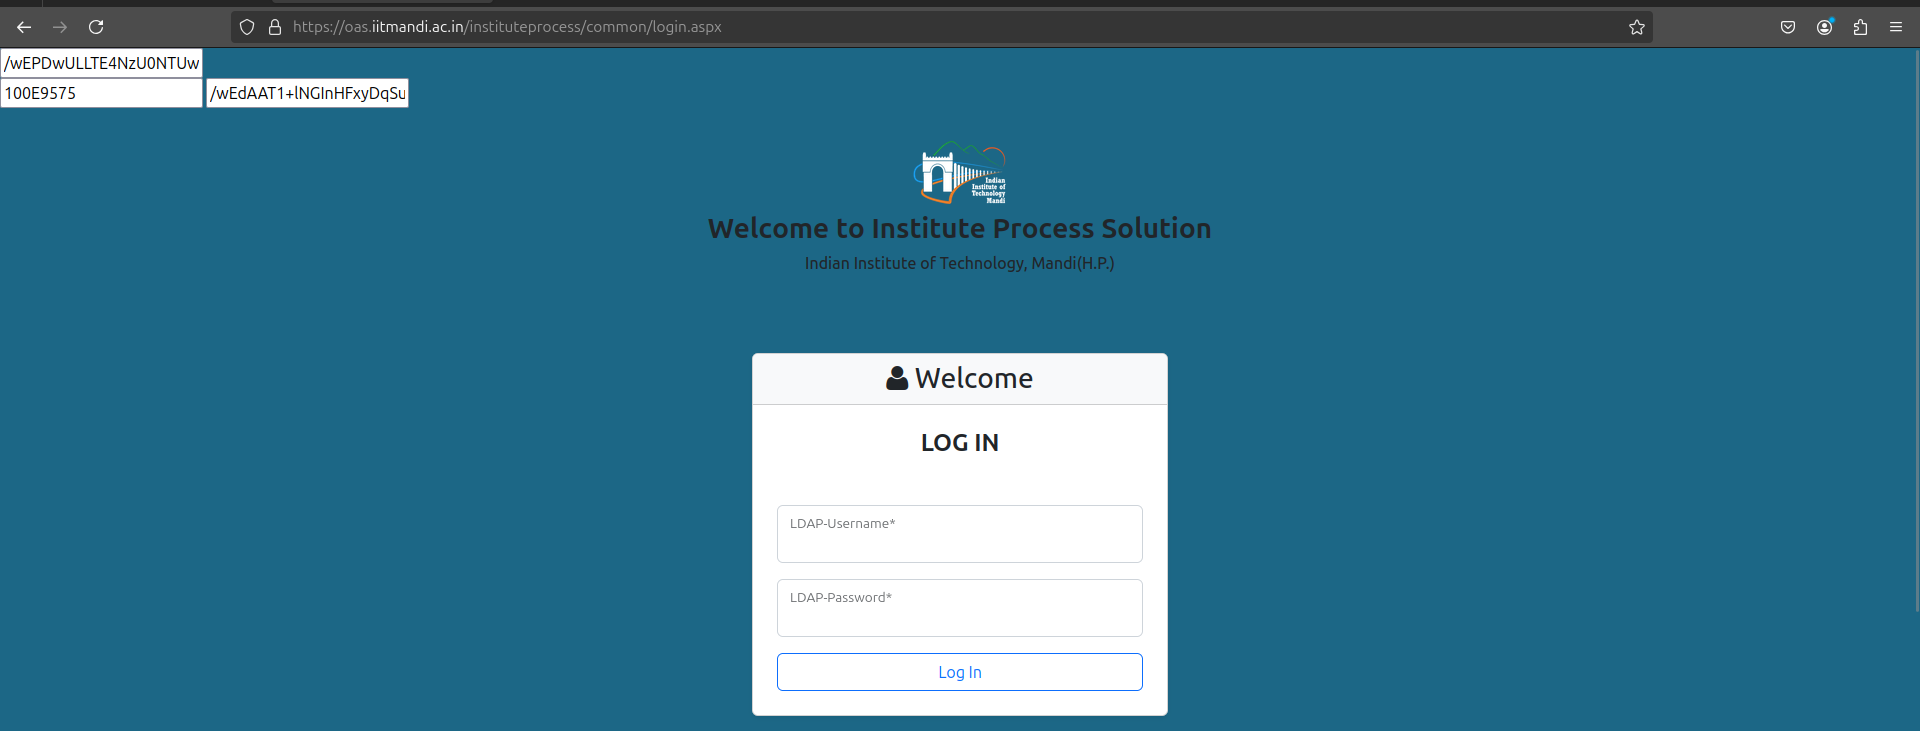 https://oas.iitmandi.ac.in/instituteprocess/common/login.aspx
/wEPDwULLTE4NzU0NTUw
100E9575 /wEdAAT1+lNGInHFxyDqSu
Indian
Institute of
Technology
Mandi
Welcome to Institute Process Solution
Indian Institute of Technology, Mandi(H.P.)
Welcome
LOG IN
LDAP-Username*
LDAP-Password*
Log In